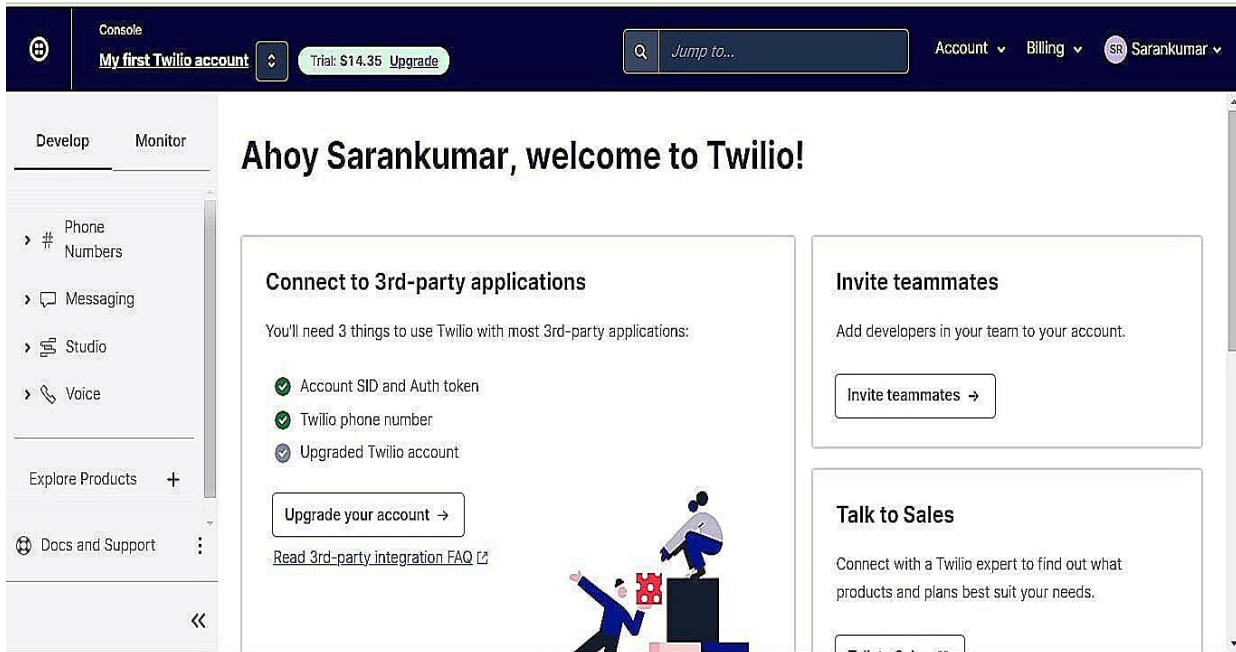 Console
My first Twilio account
Trial: $14.35 Upgrade
Jump to...
Account
Billing
SR Sarankumar
Develop
Monitor
Phone
Numbers
Messaging
Studio
Voice
Explore Products +
Docs and Support
Ahoy Sarankumar, welcome to Twilio!
Connect to 3rd-party applications
You'll need 3 things to use Twilio with most 3rd-party applications:
Account SID and Auth token
Twilio phone number
Upgraded Twilio account
Upgrade your account →
Read 3rd-party integration FAQ
Invite teammates
Add developers in your team to your account.
Invite teammates →
Talk to Sales
Connect with a Twilio expert to find out what
products and plans best suit your needs.